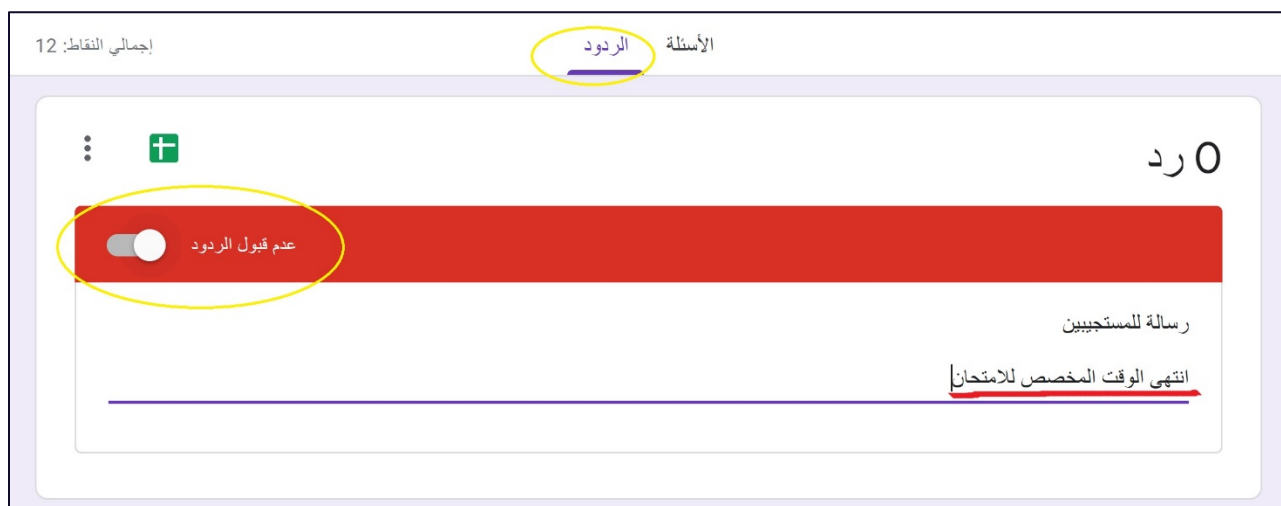 الأسئلة
الردود
إجمالي النقاط: 12
0 رد
عدم قبول الردود
رسالة للمستجيبين
انتهى الوقت المخصص للامتحان